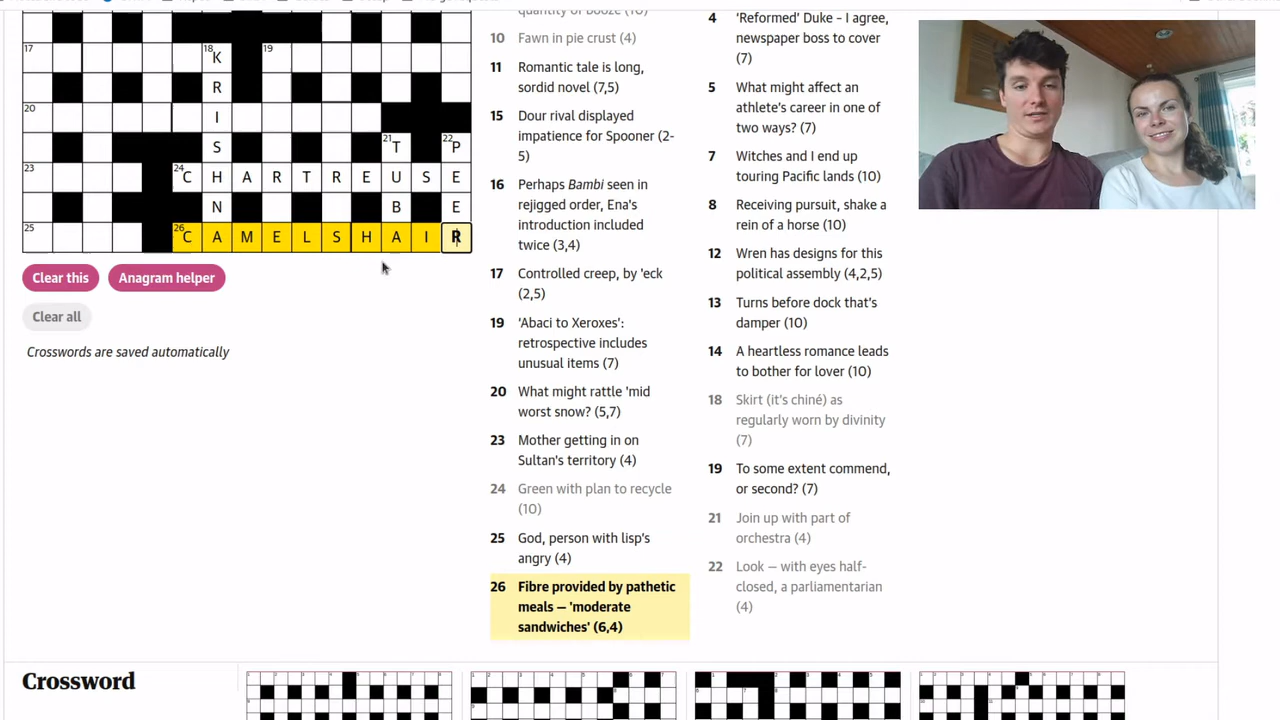 quantity of booze (10)
17
18
K
19
R
20
I
S
21
T
22
P
23
24
C
H
A
R
T
R
E
U
S
E
N
B
E
25
26
C
A
M
E
L
S
H
A
I
R
Clear this
Anagram helper
Clear all
Crosswords are saved automatically
10 Fawn in pie crust (4)
11 Romantic tale is long,
sordid novel (7,5)
15 Dour rival displayed
impatience for Spooner (2-
5)
16 Perhaps Bambi seen in
rejigged order, Ena's
introduction included
twice (3,4)
17 Controlled creep, by 'eck
(2,5)
19 'Abaci to Xeroxes':
retrospective includes
unusual items (7)
20 What might rattle 'mid
worst snow? (5,7)
23 Mother getting in on
Sultan's territory (4)
24 Green with plan to recycle
(10)
25 God, person with lisp's
angry (4)
26 Fibre provided by pathetic
meals – 'moderate
sandwiches' (6,4)
4 'Reformed' Duke - I agree,
newspaper boss to cover
(7)
5 What might affect an
athlete's career in one of
two ways? (7)
7 Witches and I end up
touring Pacific lands (10)
8 Receiving pursuit, shake a
rein of a horse (10)
12 Wren has designs for this
political assembly (4,2,5)
13 Turns before dock that's
damper (10)
14 A heartless romance leads
to bother for lover (10)
18 Skirt (it's chiné) as
regularly worn by divinity
(7)
19 To some extent commend,
or second? (7)
21 Join up with part of
orchestra (4)
22 Look – with eyes half-
closed, a parliamentarian
(4)
Crossword